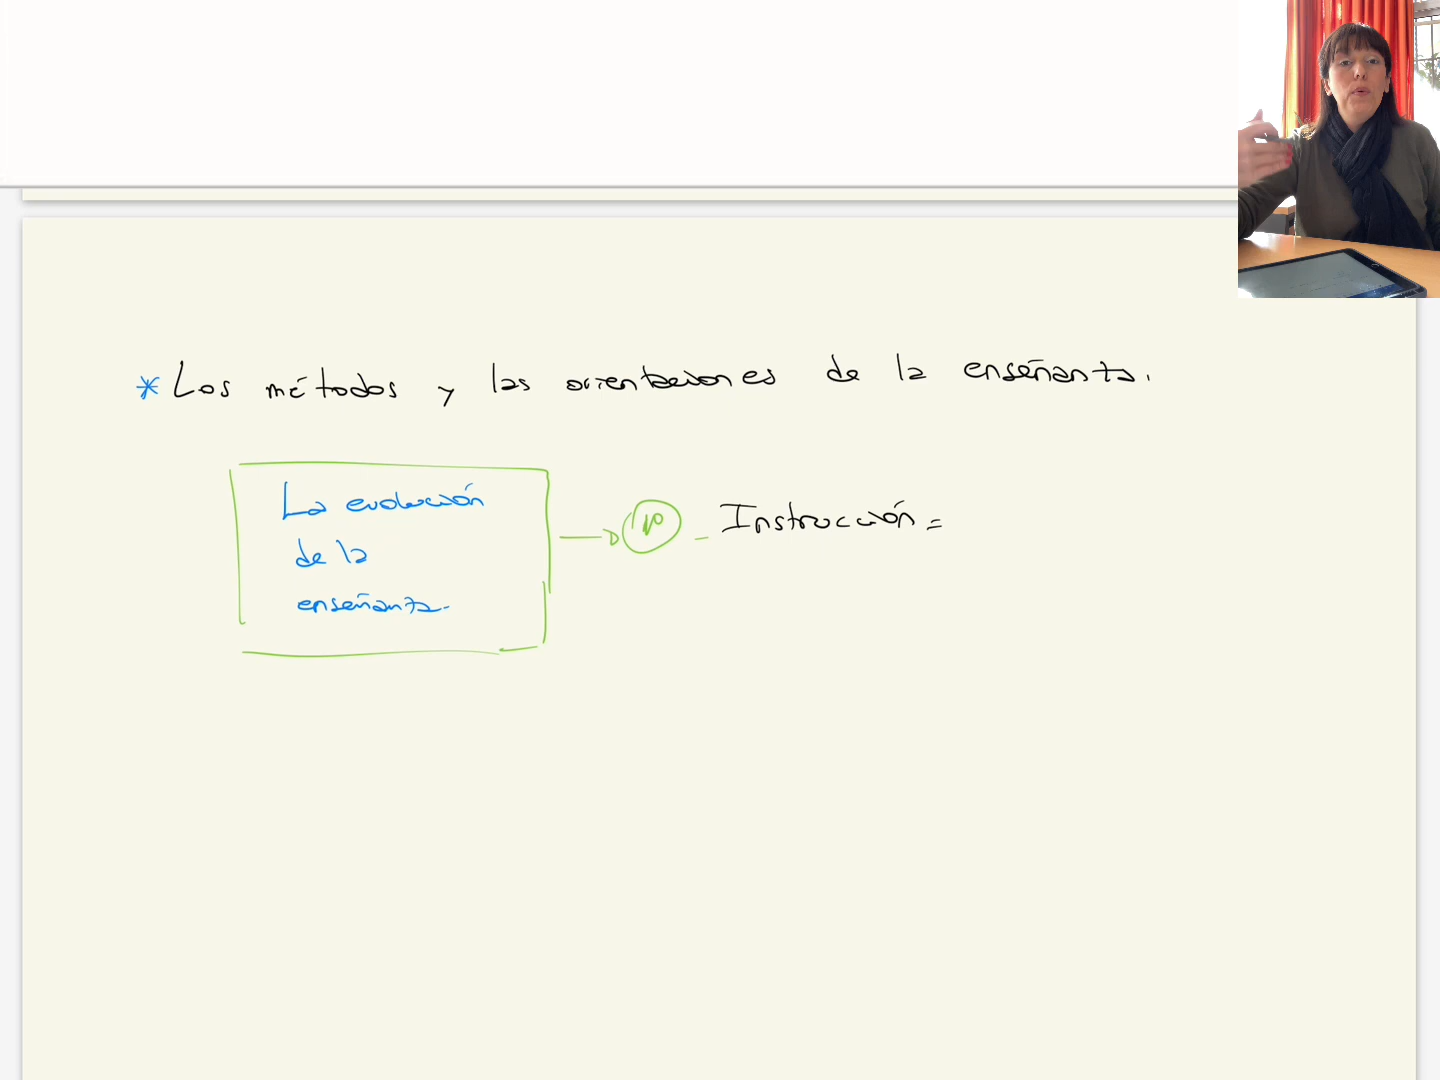 * Los métodos y las orientaciones de la enseñanza.
La evolución
de la
enseñanza.
1º - Instrucción =